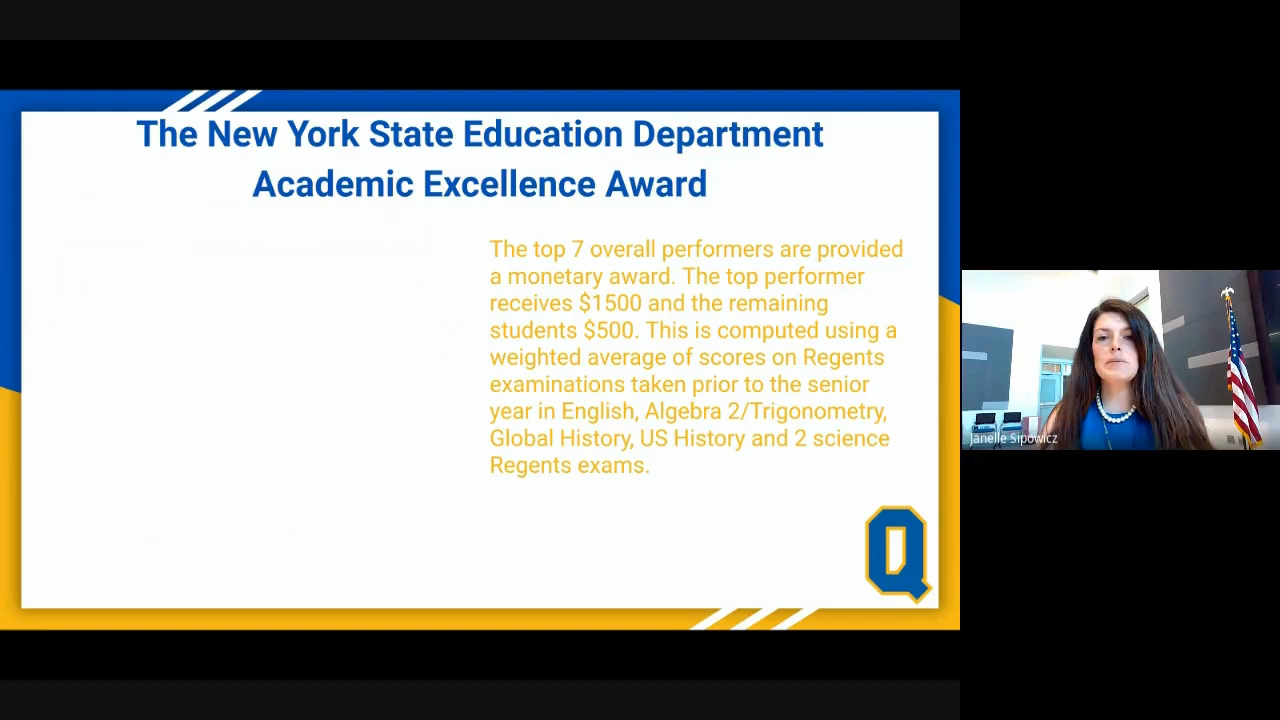 The New York State Education Department
Academic Excellence Award
The top 7 overall performers are provided
a monetary award. The top performer
receives $1500 and the remaining
students $500. This is computed using a
weighted average of scores on Regents
examinations taken prior to the senior
year in English, Algebra 2/Trigonometry,
Global History, US History and 2 science
Regents exams.
Q
Janelle Sipowicz